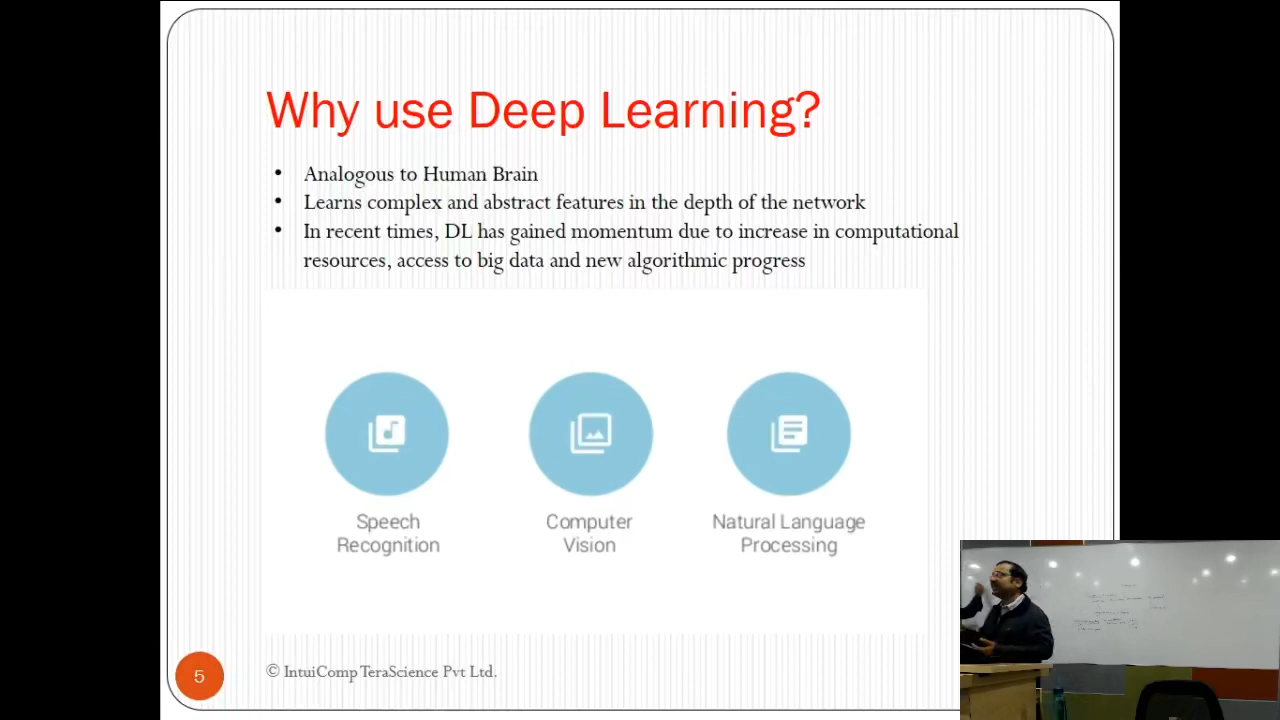 Why use Deep Learning?
• Analogous to Human Brain
• Learns complex and abstract features in the depth of the network
• In recent times, DL has gained momentum due to increase in computational
resources, access to big data and new algorithmic progress
Speech
Recognition
Computer
Vision
Natural Language
Processing
5
© IntuiComp TeraScience Pvt Ltd.